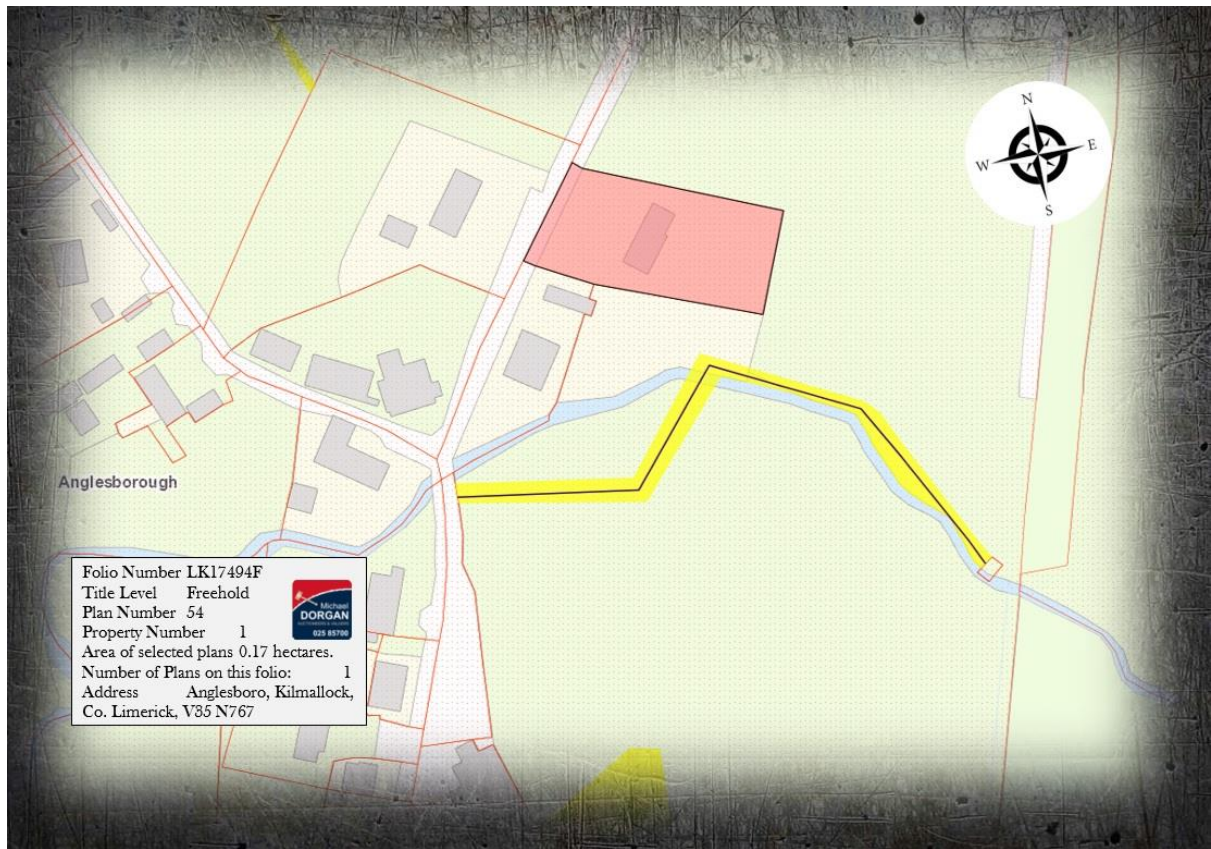 N
W
E
S
Anglesborough
Folio Number LK17494F
Title Level Freehold
Plan Number 54
Property Number 1
Area of selected plans 0.17 hectares.
Number of Plans on this folio: 1
Address Anglesboro, Kilmallock,
Co. Limerick, V35 N767
Michael
DORGAN
AUCTIONEERS & VALUERS
025 85700